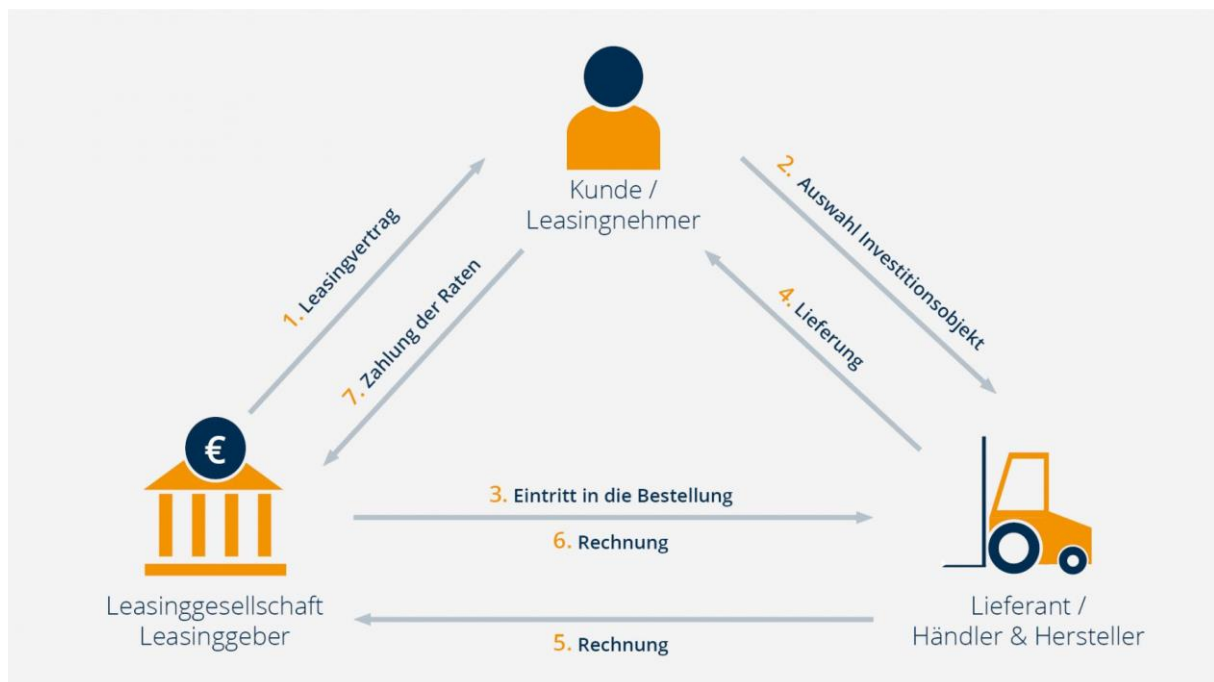 Kunde /
Leasingnehmer
1. Leasingvertrag
2. Auswahl Investitionsobjekt
7. Zahlung der Raten
4. Lieferung
€
3. Eintritt in die Bestellung
6. Rechnung
Leasinggesellschaft
Leasinggeber
5. Rechnung
Lieferant /
Händler & Hersteller